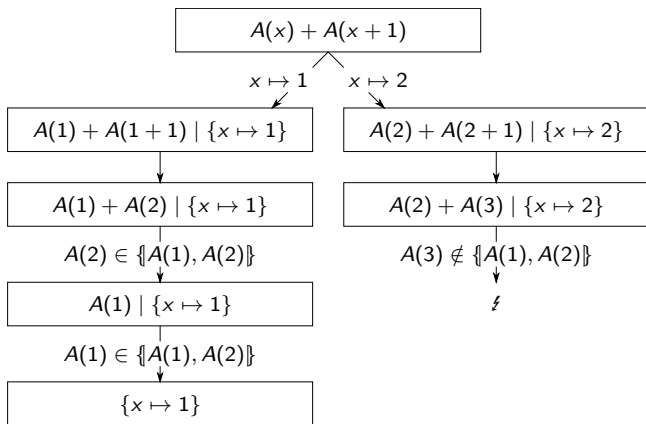 A(x) + A(x + 1)
x ↦ 1
x ↦ 2
A(1) + A(1 + 1) | {x ↦ 1}
A(2) + A(2 + 1) | {x ↦ 2}
A(1) + A(2) | {x ↦ 1}
A(2) + A(3) | {x ↦ 2}
A(2) ∈ ⦃A(1), A(2)⦄
A(3) ∉ ⦃A(1), A(2)⦄
A(1) | {x ↦ 1}
↯
A(1) ∈ ⦃A(1), A(2)⦄
{x ↦ 1}